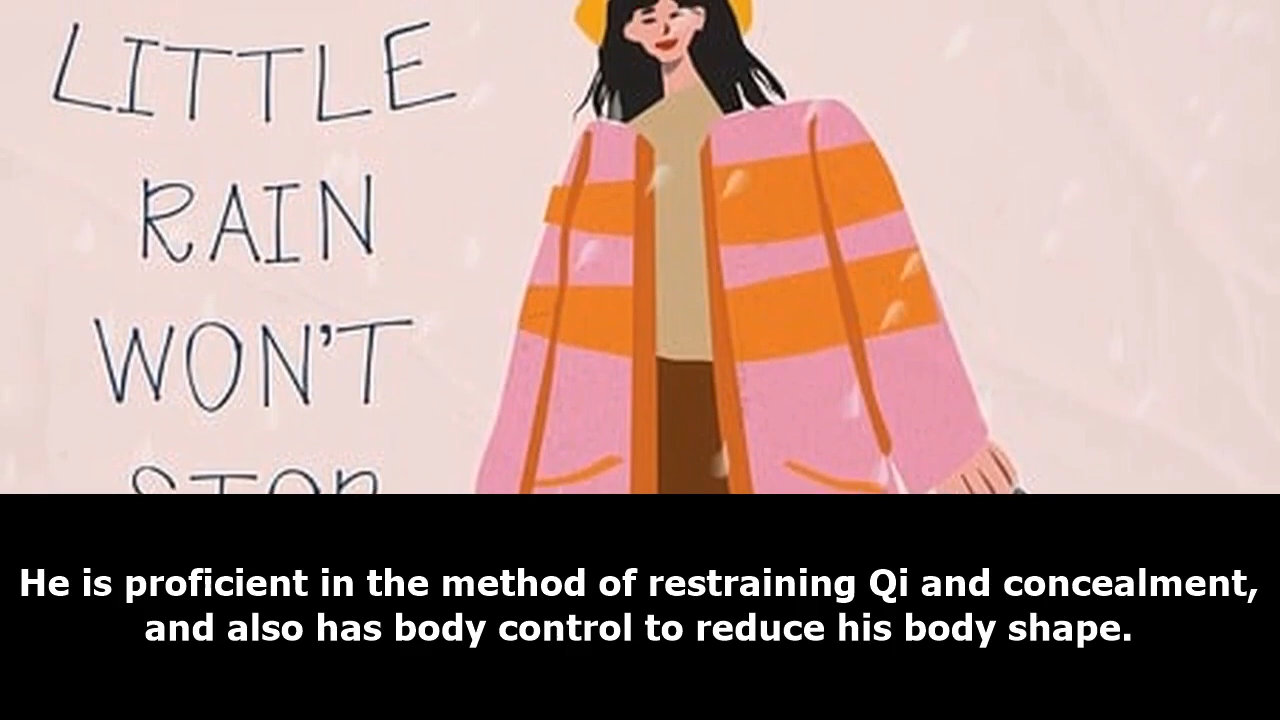 LITTLE
RAIN
WON'T
STOP
He is proficient in the method of restraining Qi and concealment,
and also has body control to reduce his body shape.